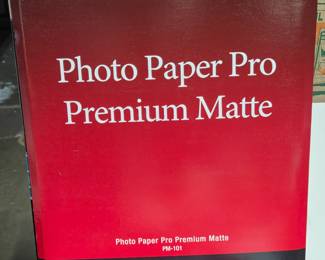 Photo Paper Pro
Premium Matte
Photo Paper Pro Premium Matte
PM-101